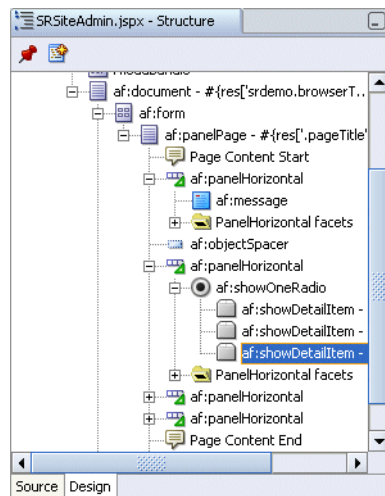 SRSiteAdmin.jspx - Structure
af:document - #{res['srdemo.browserT..
af:form
af:panelPage - #{res['.pageTitle'
Page Content Start
af:panelHorizontal
af:message
PanelHorizontal facets
af:objectSpacer
af:panelHorizontal
af:showOneRadio
af:showDetailItem -
af:showDetailItem -
af:showDetailItem -
PanelHorizontal facets
af:panelHorizontal
af:panelHorizontal
Page Content End
Source Design